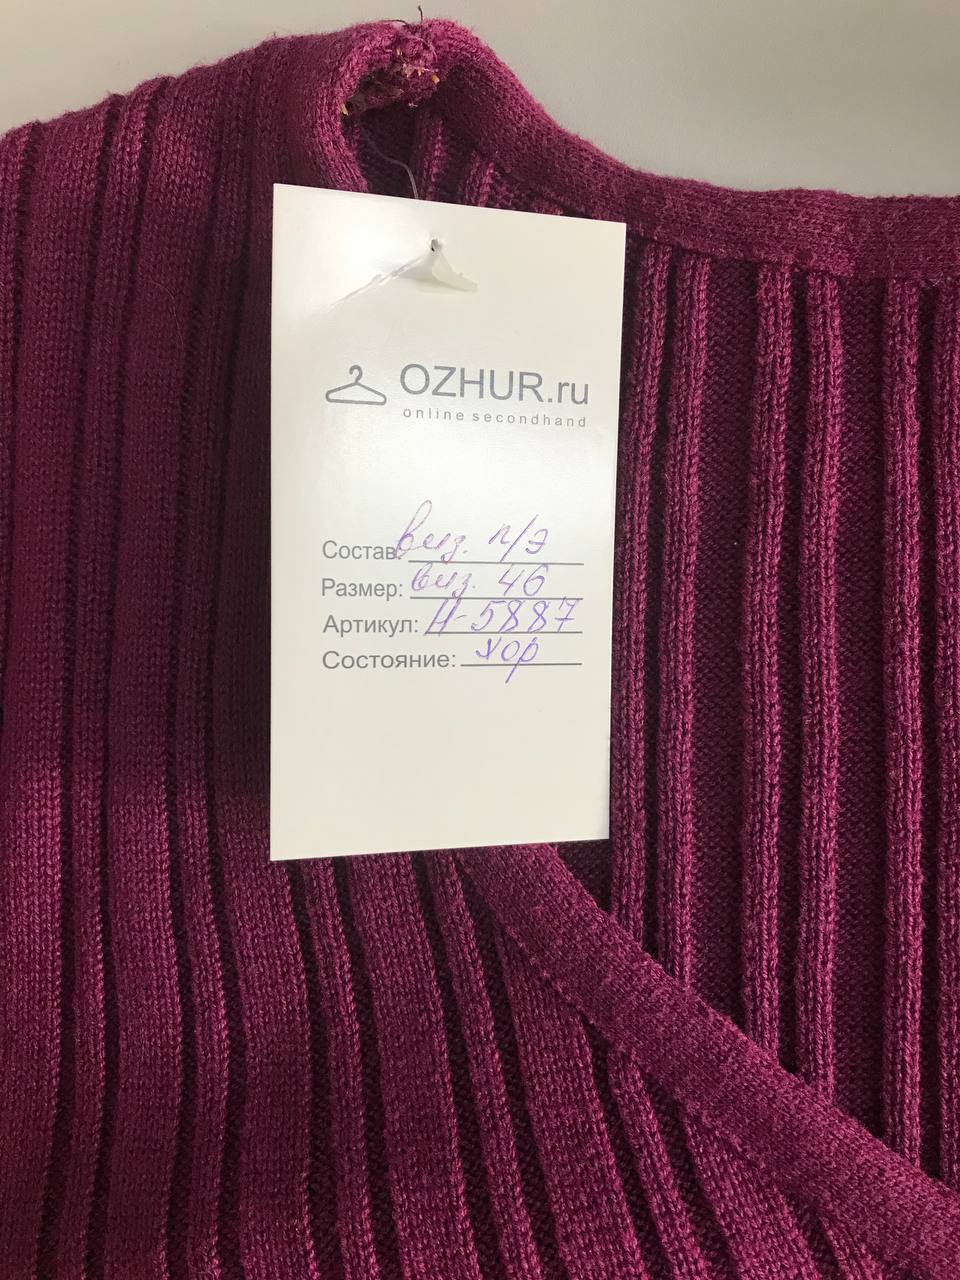 OZHUR.ru
online secondhand
Состав: виз. п/э
Размер: виз. 46
Артикул: Н-5887
Состояние: хор